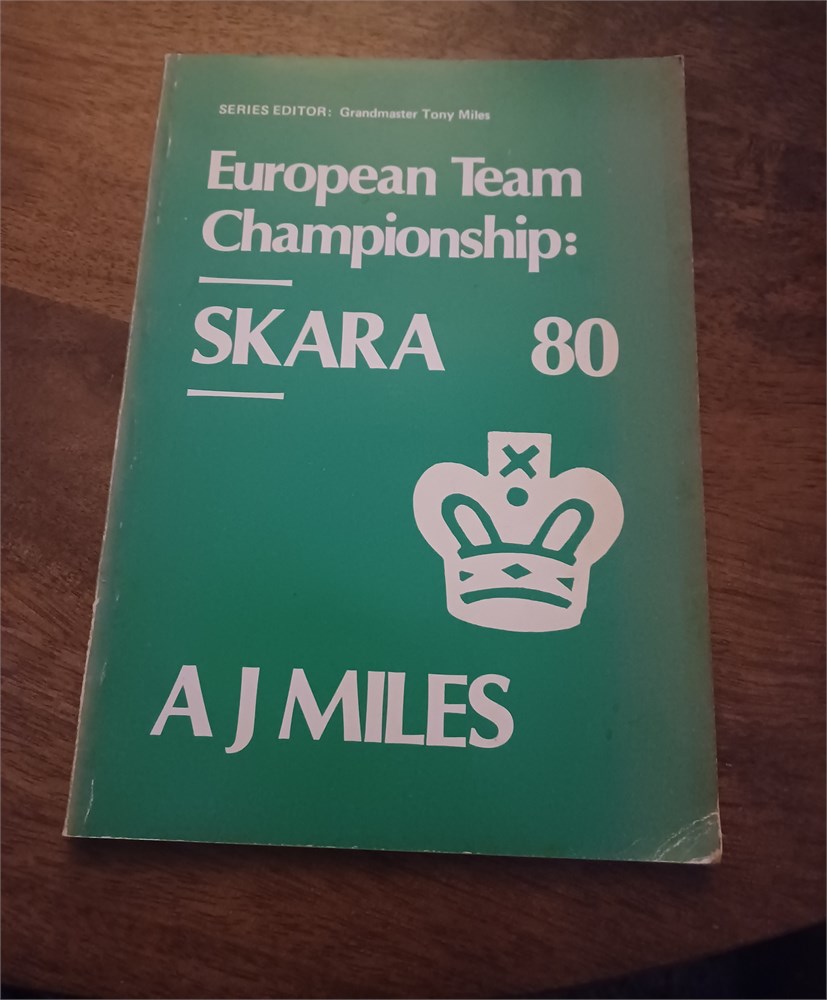 SERIES EDITOR: Grandmaster Tony Miles
European Team
Championship:
SKARA 80
A J MILES